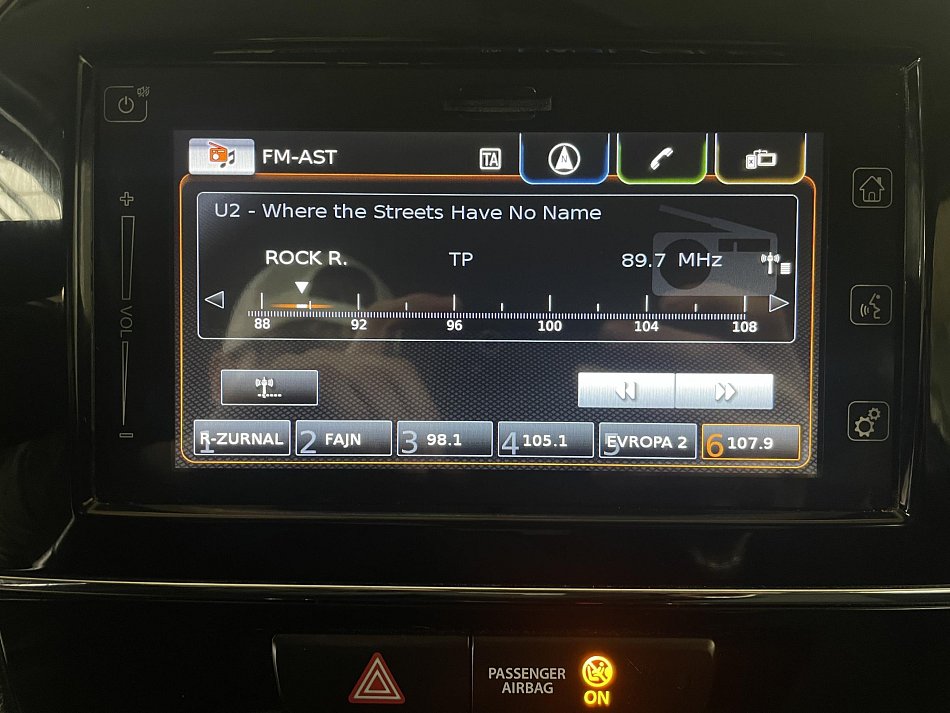 FM-AST TA N
U2 - Where the Streets Have No Name
ROCK R. TP 89.7 MHz
88 92 96 100 104 108
VOL
1 R-ZURNAL 2 FAJN 3 98.1 4 105.1 5 EVROPA 2 6 107.9
PASSENGER
AIRBAG
ON